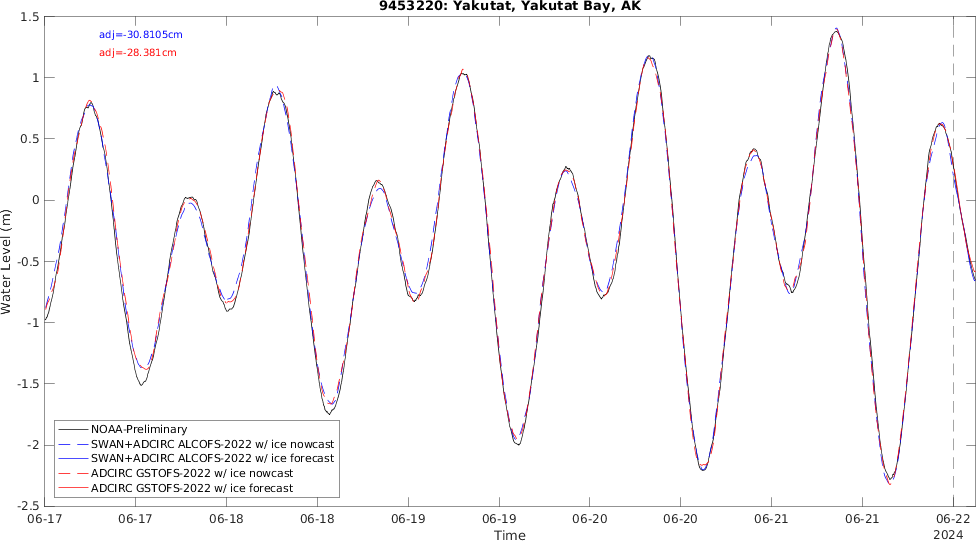 9453220: Yakutat, Yakutat Bay, AK
adj=-30.8105cm
adj=-28.381cm
1.5
1
0.5
0
-0.5
-1
-1.5
-2
-2.5
Water Level (m)
NOAA-Preliminary
SWAN+ADCIRC ALCOFS-2022 w/ ice nowcast
SWAN+ADCIRC ALCOFS-2022 w/ ice forecast
ADCIRC GSTOFS-2022 w/ ice nowcast
ADCIRC GSTOFS-2022 w/ ice forecast
06-17 06-17 06-18 06-18 06-19 06-19 06-20 06-20 06-21 06-21 06-22
Time
2024